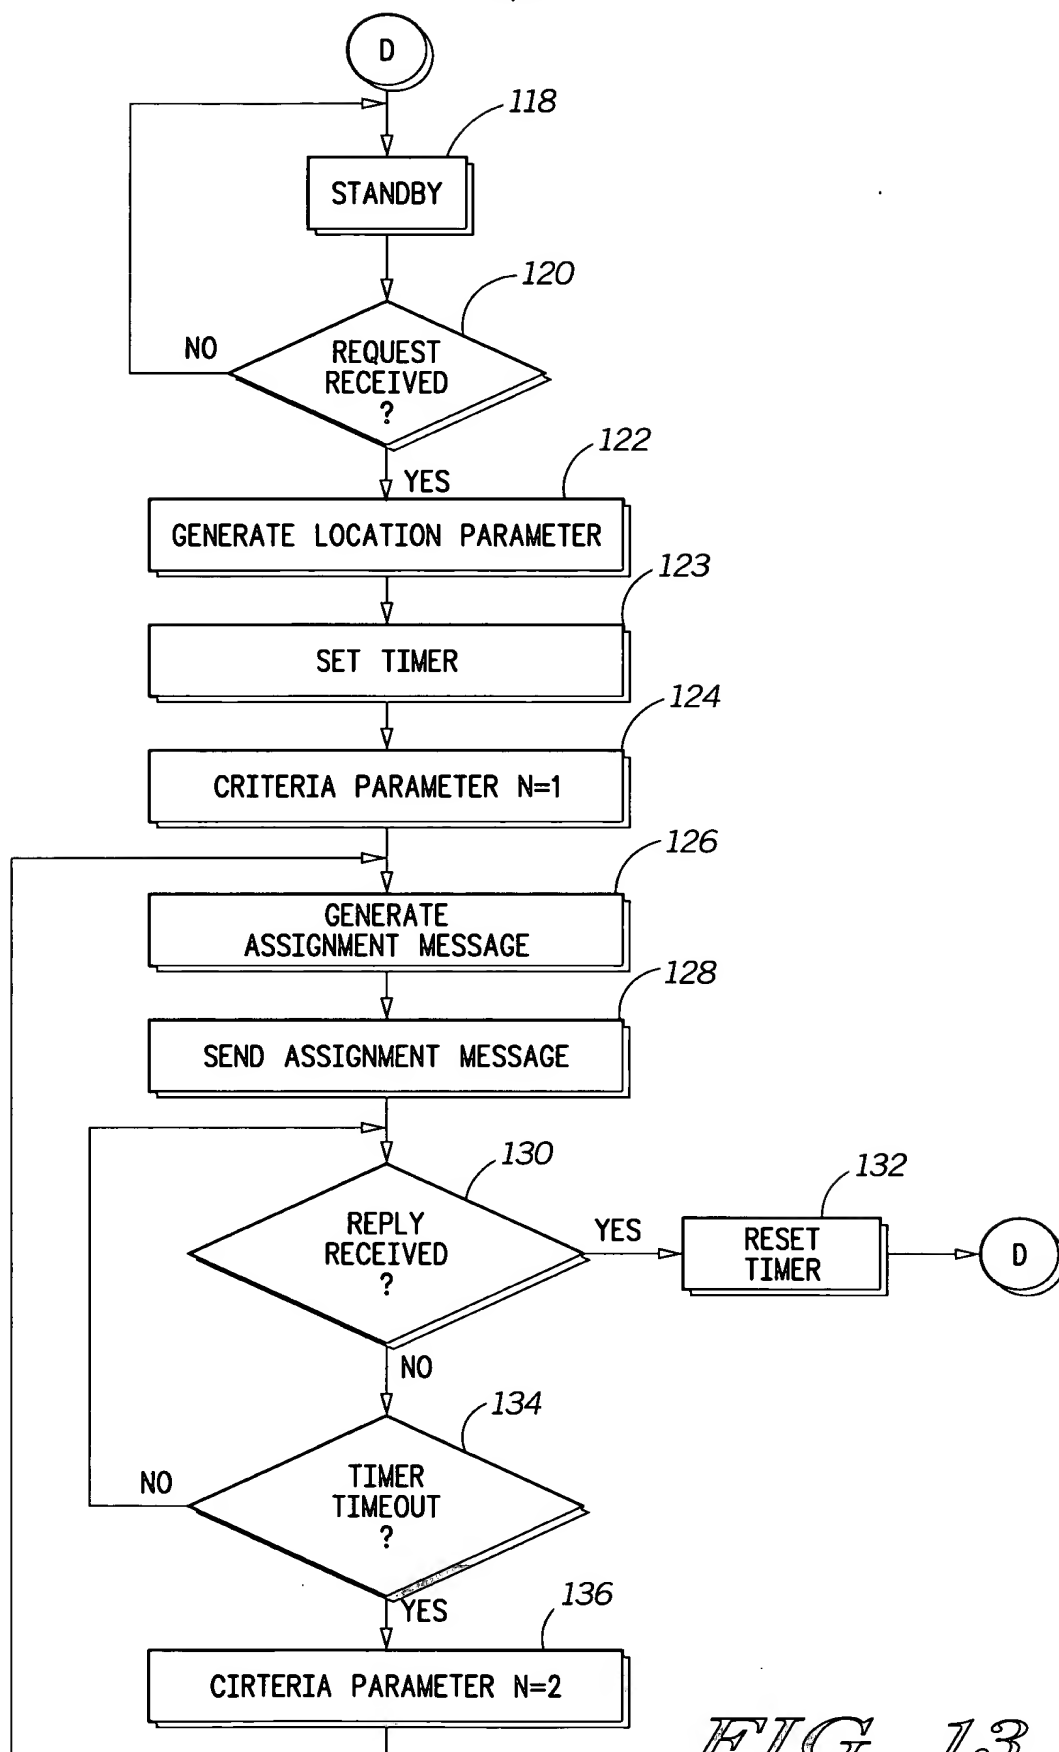 D
118
STANDBY
120
NO
REQUEST
RECEIVED
?
122
YES
GENERATE LOCATION PARAMETER
123
SET TIMER
124
CRITERIA PARAMETER N=1
126
GENERATE
ASSIGNMENT MESSAGE
128
SEND ASSIGNMENT MESSAGE
130
132
REPLY
RECEIVED
?
YES
RESET
TIMER
D
NO
134
NO
TIMER
TIMEOUT
?
YES
136
CIRTERIA PARAMETER N=2
FIG. 13